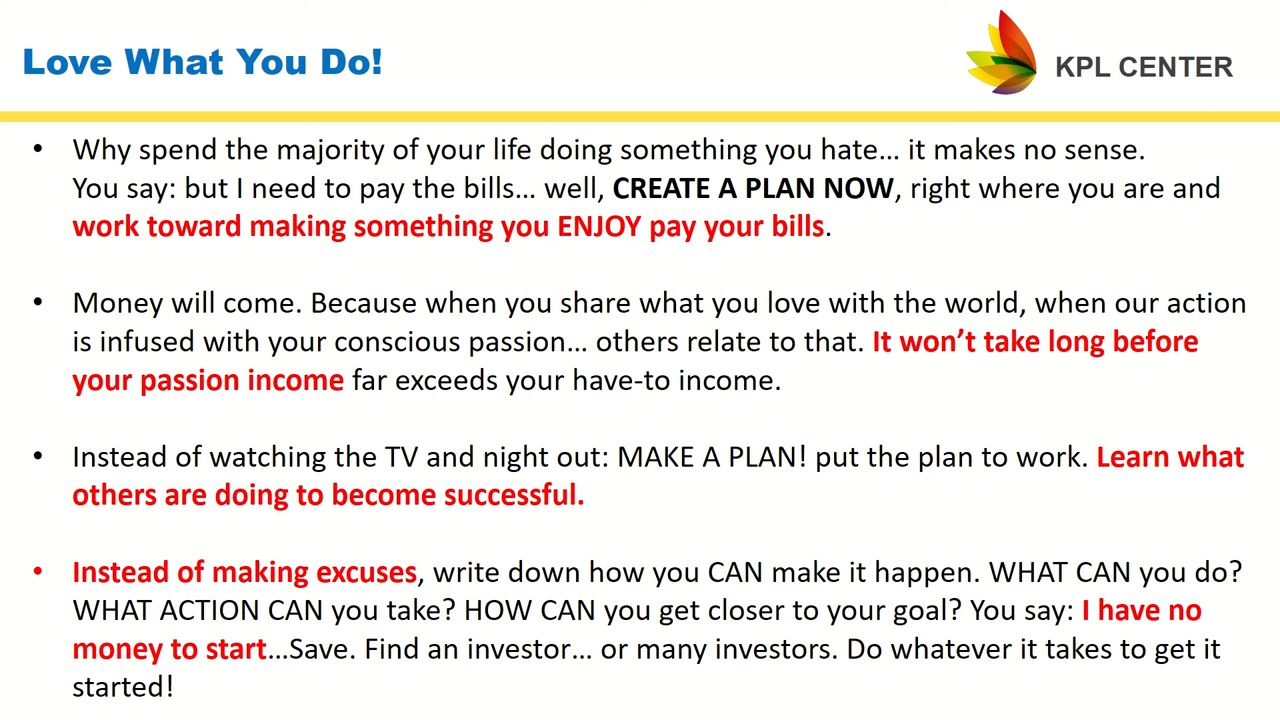 Love What You Do!
KPL CENTER
• Why spend the majority of your life doing something you hate... it makes no sense.
You say: but I need to pay the bills... well, CREATE A PLAN NOW, right where you are and
work toward making something you ENJOY pay your bills.
• Money will come. Because when you share what you love with the world, when our action
is infused with your conscious passion... others relate to that. It won’t take long before
your passion income far exceeds your have-to income.
• Instead of watching the TV and night out: MAKE A PLAN! put the plan to work. Learn what
others are doing to become successful.
• Instead of making excuses, write down how you CAN make it happen. WHAT CAN you do?
WHAT ACTION CAN you take? HOW CAN you get closer to your goal? You say: I have no
money to start...Save. Find an investor... or many investors. Do whatever it takes to get it
started!